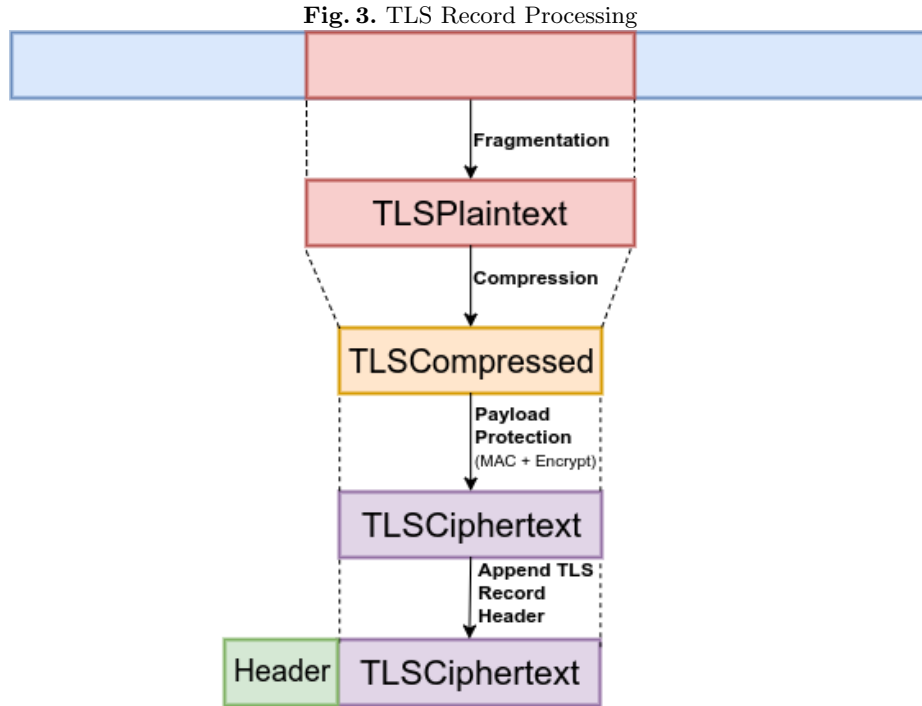 Fig. 3. TLS Record Processing
Fragmentation
TLSPlaintext
Compression
TLSCompressed
Payload
Protection
(MAC + Encrypt)
TLSCiphertext
Append TLS
Record
Header
Header
TLSCiphertext